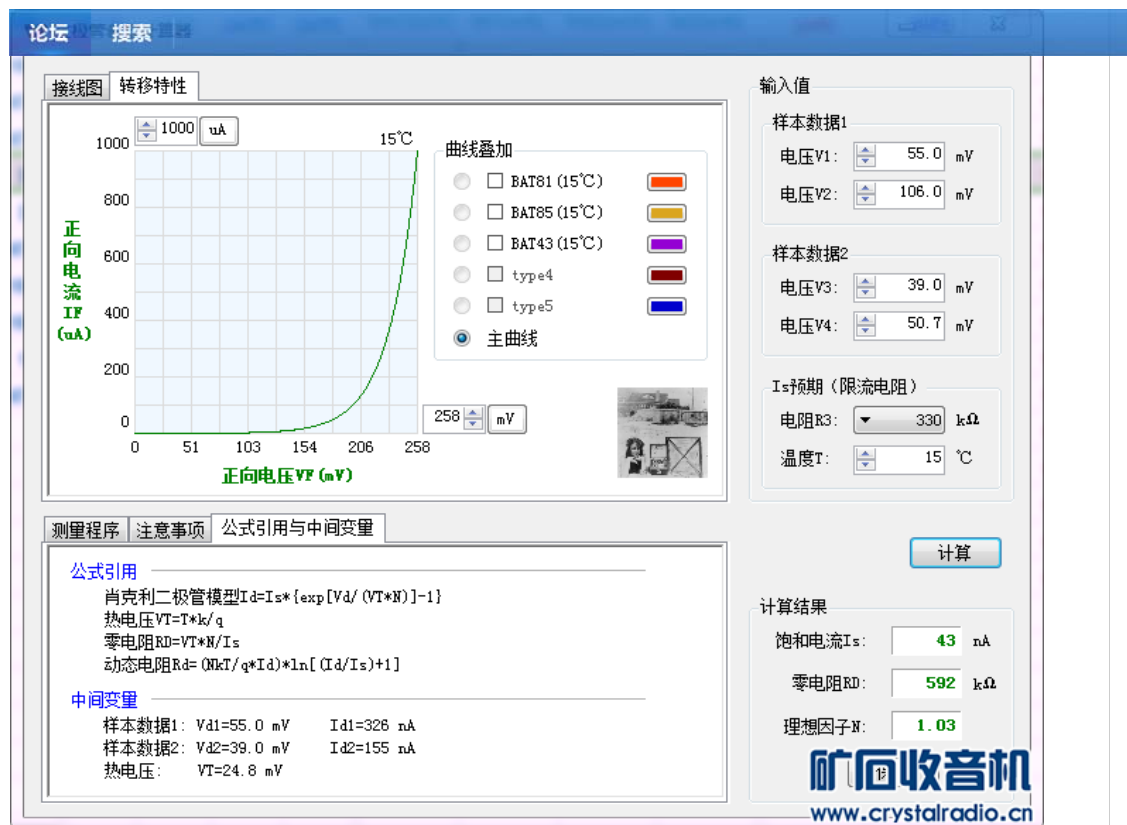 论坛 搜索
接线图 转移特性
1000 uA
15℃
1000
800
600
400
200
0
正向电流IF(uA)
0 51 103 154 206 258
正向电压VF(mV)
258 mV
曲线叠加
BAT81(15℃)
BAT85(15℃)
BAT43(15℃)
type4
type5
主曲线
输入值
样本数据1
电压V1: 55.0 mV
电压V2: 106.0 mV
样本数据2
电压V3: 39.0 mV
电压V4: 50.7 mV
Is预期(限流电阻)
电阻R3: 330 kΩ
温度T: 15 ℃
计算
计算结果
饱和电流Is: 43 nA
零电阻RD: 592 kΩ
理想因子N: 1.03
测量程序 注意事项 公式引用与中间变量
公式引用
肖克利二极管模型Id=Is*{exp[Vd/(VT*N)]-1}
热电压VT=T*k/q
零电阻RD=VT*N/Is
动态电阻Rd=(NkT/q*Id)*ln[(Id/Is)+1]
中间变量
样本数据1: Vd1=55.0 mV Id1=326 nA
样本数据2: Vd2=39.0 mV Id2=155 nA
热电压: VT=24.8 mV
矿石收音机
www.crystalradio.cn